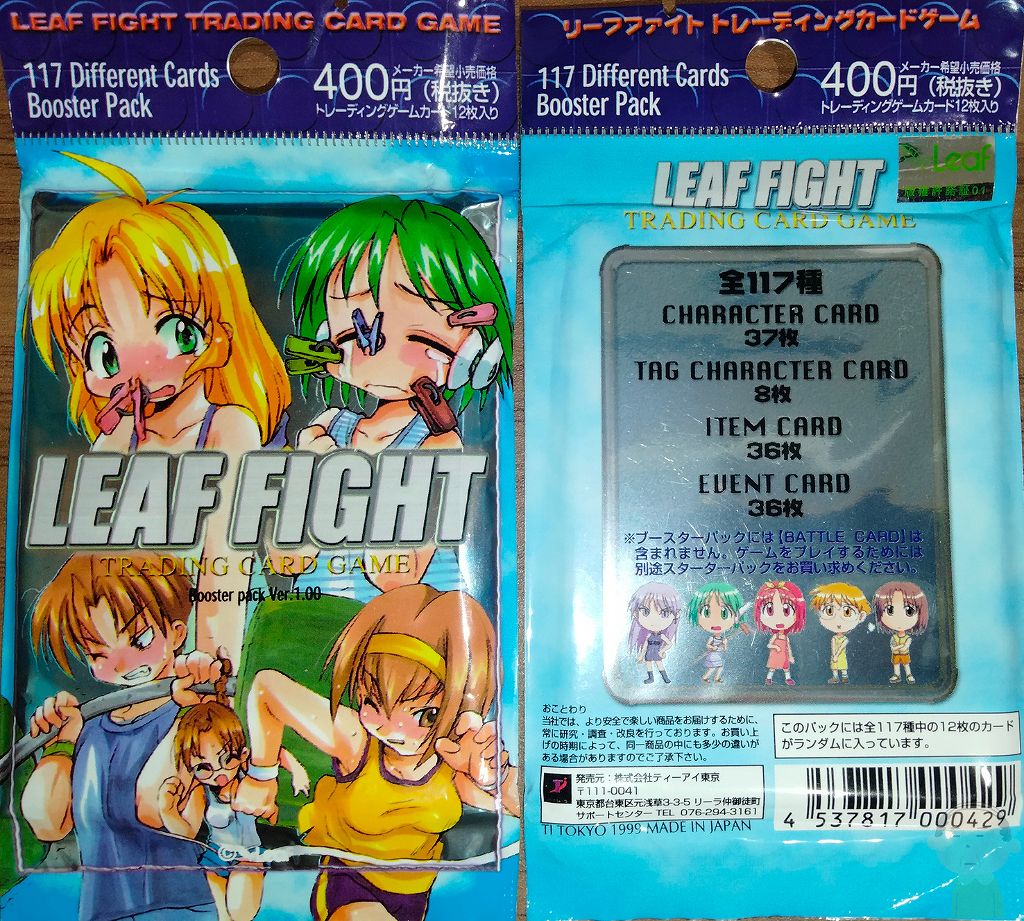 LEAF FIGHT TRADING CARD GAME
117 Different Cards
Booster Pack
400円
メーカー希望小売価格
(税抜き)
トレーディングゲームカード12枚入り
LEAF FIGHT
TRADING CARD GAME
Booster pack Ver.1.00
リーフファイト トレーディングカードゲーム
117 Different Cards
Booster Pack
400円
メーカー希望小売価格
(税抜き)
トレーディングゲームカード12枚入り
Leaf
LEAF FIGHT
TRADING CARD GAME
全117種
CHARACTER CARD
37枚
TAG CHARACTER CARD
8枚
ITEM CARD
36枚
EVENT CARD
36枚
※ブースターパックには【BATTLE CARD】は
含まれません。ゲームをプレイするためには
別途スターターパックをお買い求めください。
おことわり
当社では、より安全で楽しい商品をお届けするために、
常に研究・調査・改良を行っております。お買い上
げの時期によって、同一商品の中にも多少の違いが
ある場合がありますのでご了承下さい。
このパックには全117種中の12枚のカード
がランダムに入っています。
発売元:株式会社ティーアイ東京
〒111-0041
東京都台東区元浅草3-3-5 リーラ仲御徒町
サポートセンター TEL 076-294-3161
TI TOKYO 1999 MADE IN JAPAN
4 537817 000429